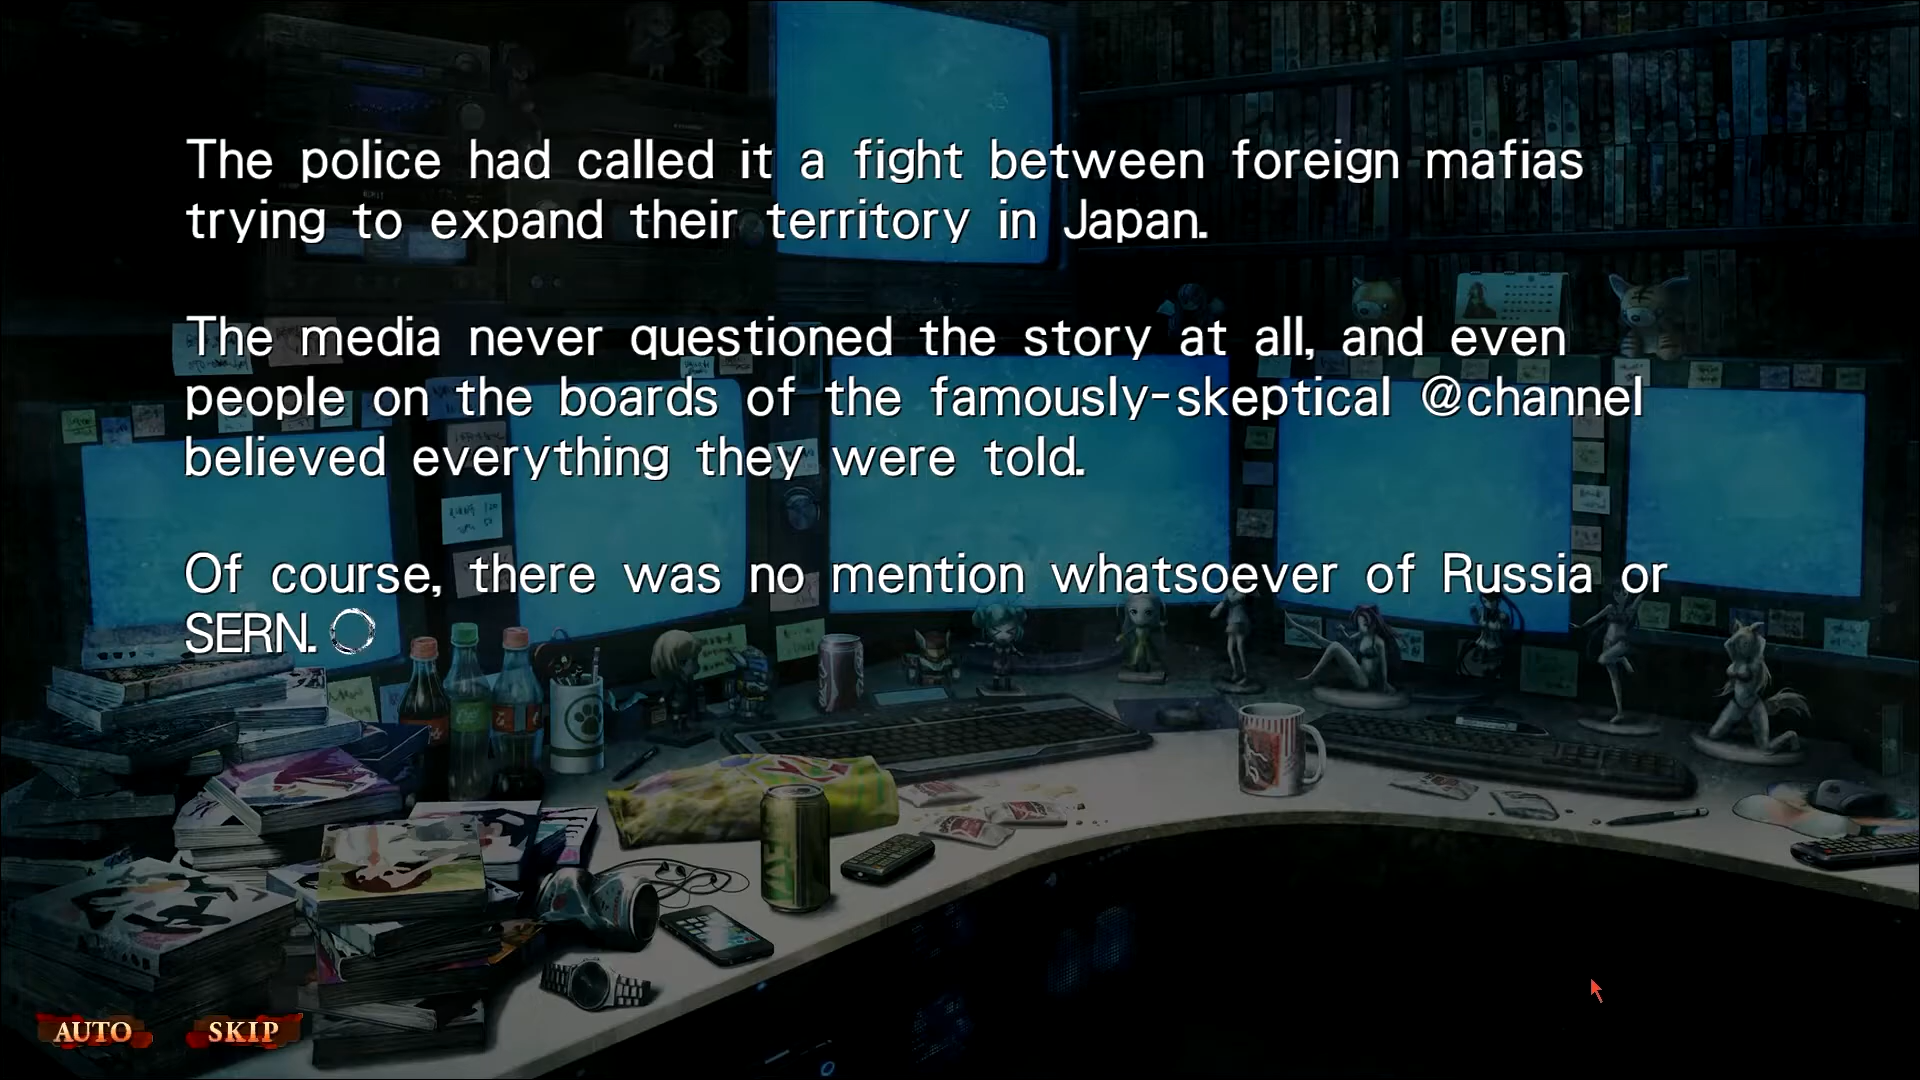 The police had called it a fight between foreign mafias
trying to expand their territory in Japan.
The media never questioned the story at all, and even
people on the boards of the famously-skeptical @channel
believed everything they were told.
Of course, there was no mention whatsoever of Russia or
SERN.
AUTO SKIP